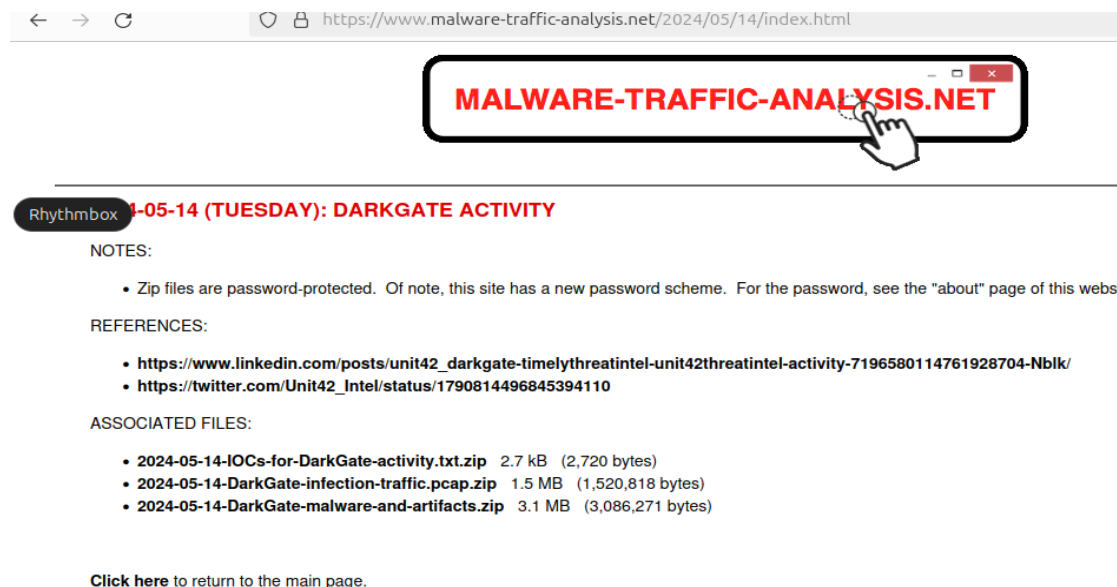 https://www.malware-traffic-analysis.net/2024/05/14/index.html
MALWARE-TRAFFIC-ANALYSIS.NET
Rhythmbox
-05-14 (TUESDAY): DARKGATE ACTIVITY
NOTES:
• Zip files are password-protected. Of note, this site has a new password scheme. For the password, see the "about" page of this webs
REFERENCES:
• https://www.linkedin.com/posts/unit42_darkgate-timelythreatintel-unit42threatintel-activity-7196580114761928704-Nblk/
• https://twitter.com/Unit42_Intel/status/1790814496845394110
ASSOCIATED FILES:
• 2024-05-14-IOCs-for-DarkGate-activity.txt.zip 2.7 kB (2,720 bytes)
• 2024-05-14-DarkGate-infection-traffic.pcap.zip 1.5 MB (1,520,818 bytes)
• 2024-05-14-DarkGate-malware-and-artifacts.zip 3.1 MB (3,086,271 bytes)
Click here to return to the main page.